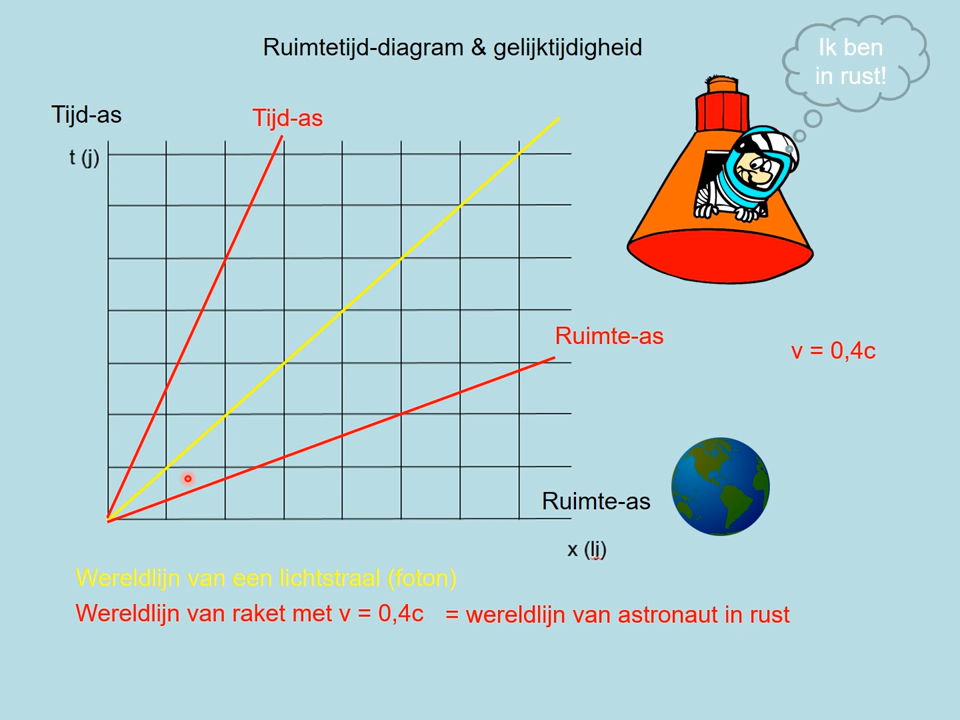 Ruimtetijd-diagram & gelijktijdigheid
Ik ben
in rust!
Tijd-as
Tijd-as
t (j)
Ruimte-as
v = 0,4c
Ruimte-as
x (lj)
Wereldlijn van een lichtstraal (foton)
Wereldlijn van raket met v = 0,4c = wereldlijn van astronaut in rust